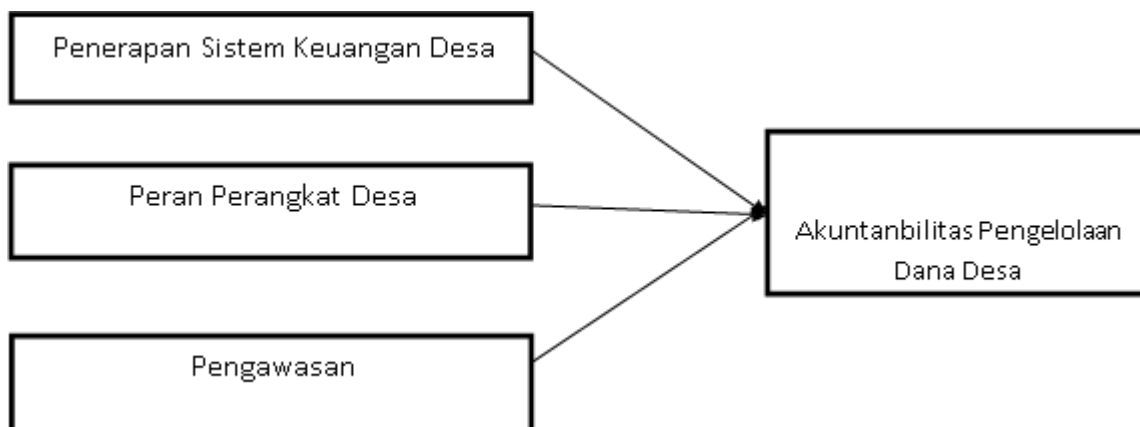 Penerapan Sistem Keuangan Desa
Peran Perangkat Desa
Akuntanbilitas Pengelolaan
Dana Desa
Pengawasan